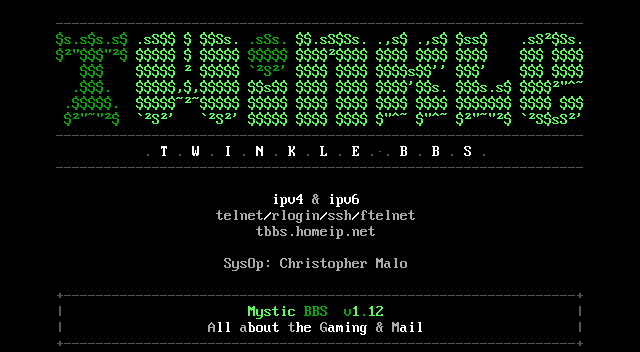 .T.W.I.N.K.L.E.-.B.B.S.
ipv4 & ipv6
telnet/rlogin/ssh/ftelnet
tbbs.homeip.net
SysOp: Christopher Malo
Mystic BBS v1.12
All about the Gaming & Mail